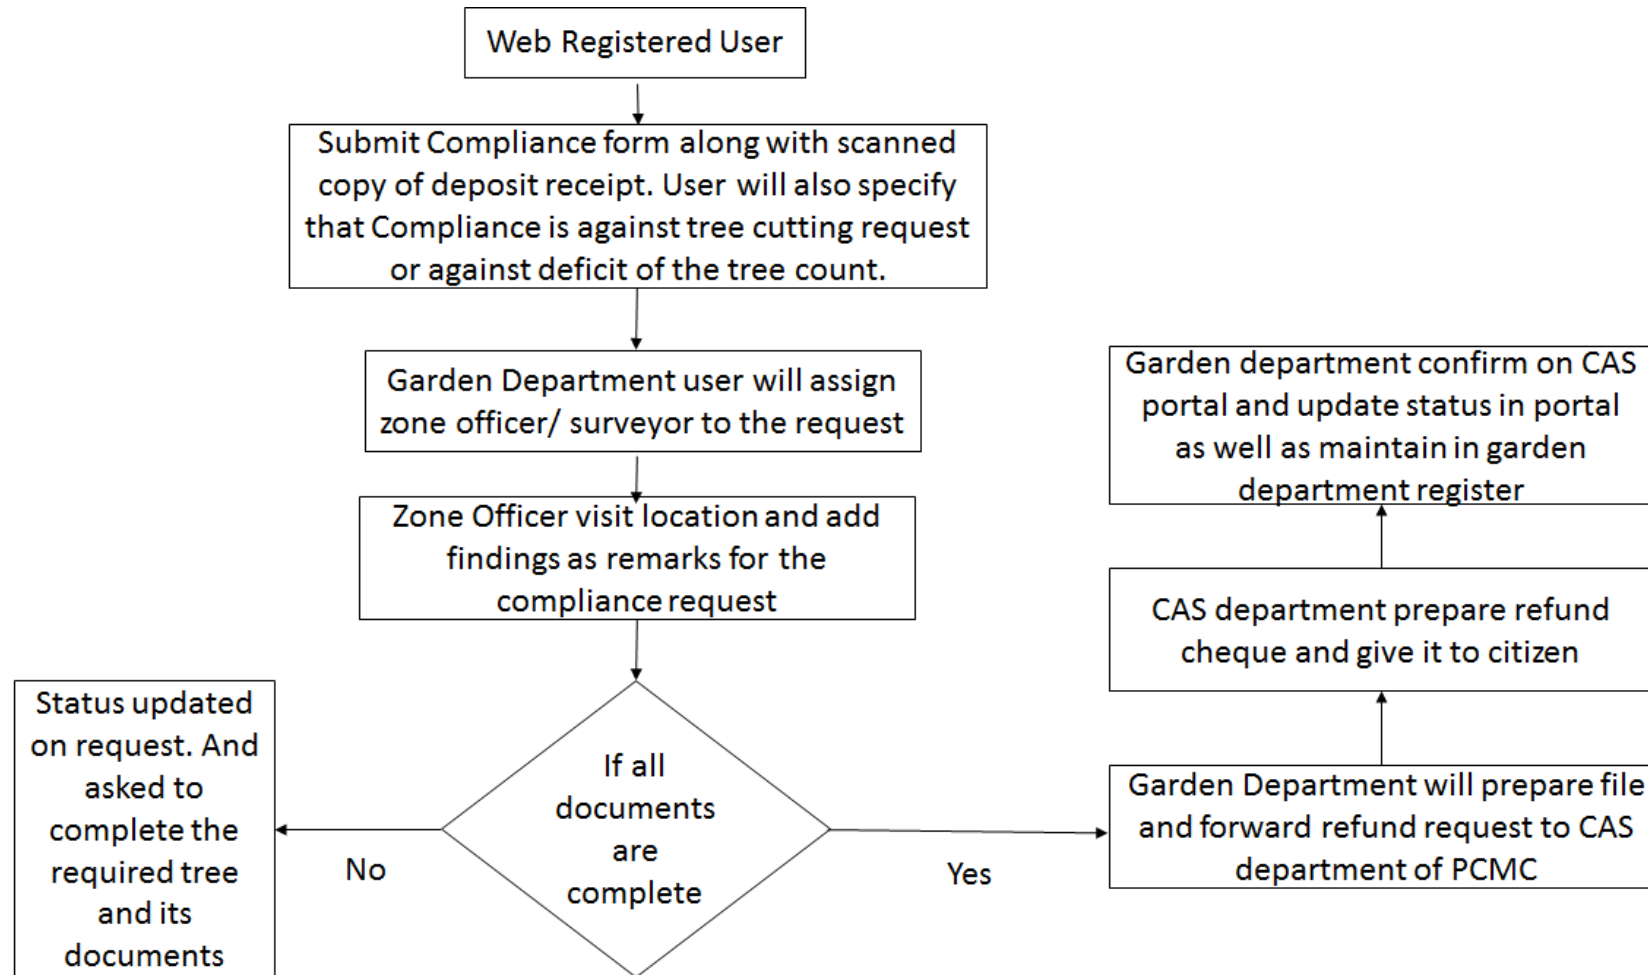 Web Registered User
Submit Compliance form along with scanned
copy of deposit receipt. User will also specify
that Compliance is against tree cutting request
or against deficit of the tree count.
Garden Department user will assign
zone officer/ surveyor to the request
Zone Officer visit location and add
findings as remarks for the
compliance request
If all
documents
are
complete
No
Status updated
on request. And
asked to
complete the
required tree
and its
documents
Yes
Garden Department will prepare file
and forward refund request to CAS
department of PCMC
CAS department prepare refund
cheque and give it to citizen
Garden department confirm on CAS
portal and update status in portal
as well as maintain in garden
department register